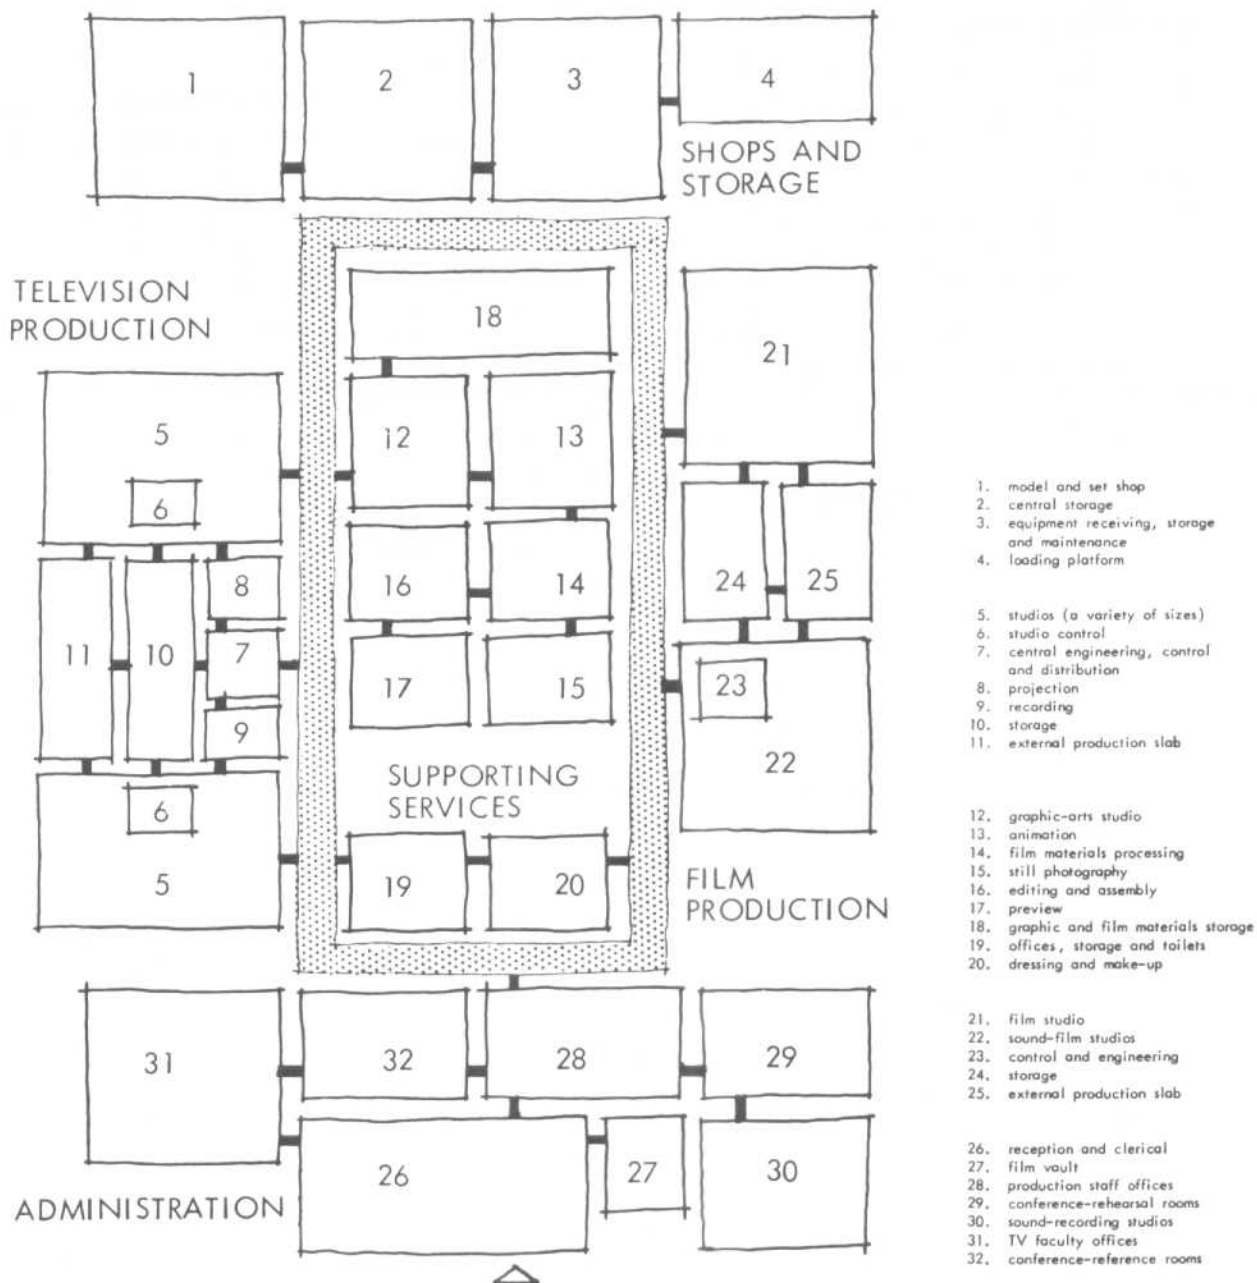 1
2
3
4
SHOPS AND
STORAGE
TELEVISION
PRODUCTION
18
21
5
12
13
6
8
16
14
24
25
11
10
7
17
15
23
9
22
SUPPORTING
SERVICES
6
5
19
20
FILM
PRODUCTION
31
32
28
29
26
27
30
ADMINISTRATION
1. model and set shop
2. central storage
3. equipment receiving, storage
and maintenance
4. loading platform
5. studios (a variety of sizes)
6. studio control
7. central engineering, control
and distribution
8. projection
9. recording
10. storage
11. external production slab
12. graphic-arts studio
13. animation
14. film materials processing
15. still photography
16. editing and assembly
17. preview
18. graphic and film materials storage
19. offices, storage and toilets
20. dressing and make-up
21. film studio
22. sound-film studios
23. control and engineering
24. storage
25. external production slab
26. reception and clerical
27. film vault
28. production staff offices
29. conference-rehearsal rooms
30. sound-recording studios
31. TV faculty offices
32. conference-reference rooms